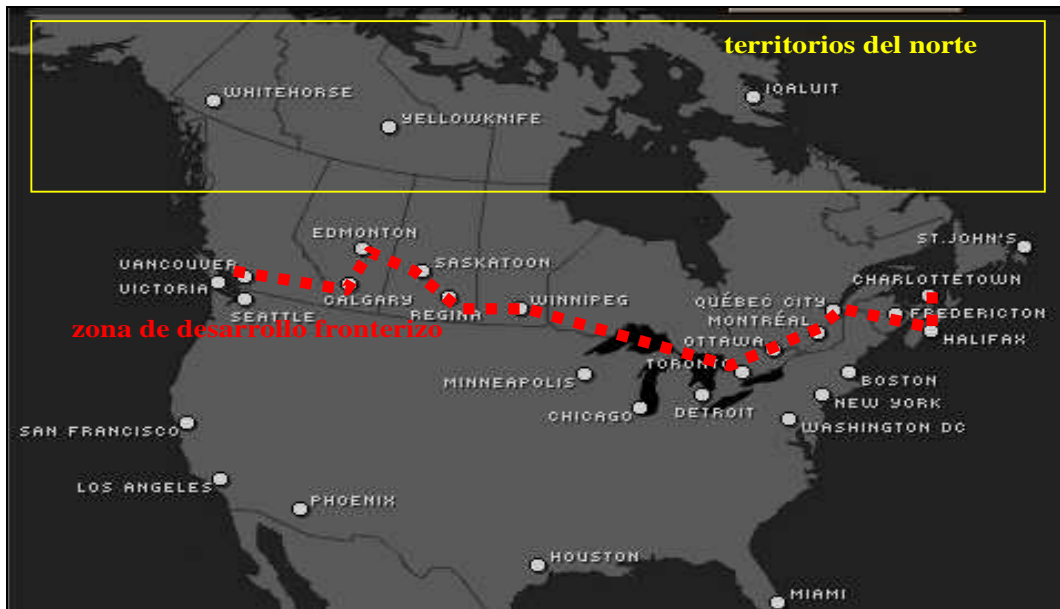 territorios del norte
WHITEHORSE
IQALUIT
YELLOWKNIFE
EDMONTON
ST.JOHN'S
VANCOUVER
SASKATOON
CHARLOTTETOWN
VICTORIA
CALGARY
WINNIPEG
QUÉBEC CITY
SEATTLE
REGINA
FREDERICTON
zona de desarrollo fronterizo
MONTRÉAL
HALIFAX
OTTAWA
TORONTO
MINNEAPOLIS
BOSTON
CHICAGO
DETROIT
NEW YORK
SAN FRANCISCO
WASHINGTON DC
LOS ANGELES
PHOENIX
HOUSTON
MIAMI